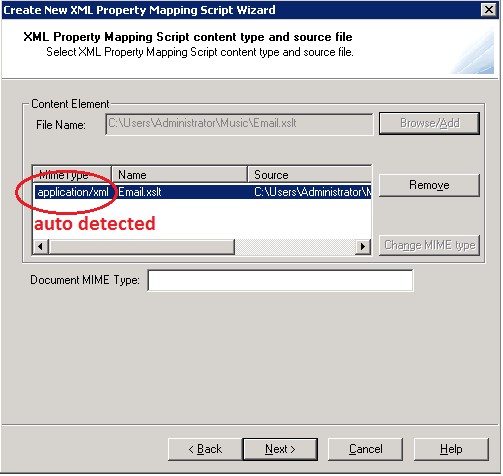 Create New XML Property Mapping Script Wizard
XML Property Mapping Script content type and source file
Select XML Property Mapping Script content type and source file.
Content Element
File Name: C:\Users\Administrator\Music\Email.xslt Browse/Add
MimeType Name Source
application/xml Email.xslt C:\Users\Administrator\M
Remove
auto detected
Change MIME type
Document MIME Type:
< Back Next > Cancel Help